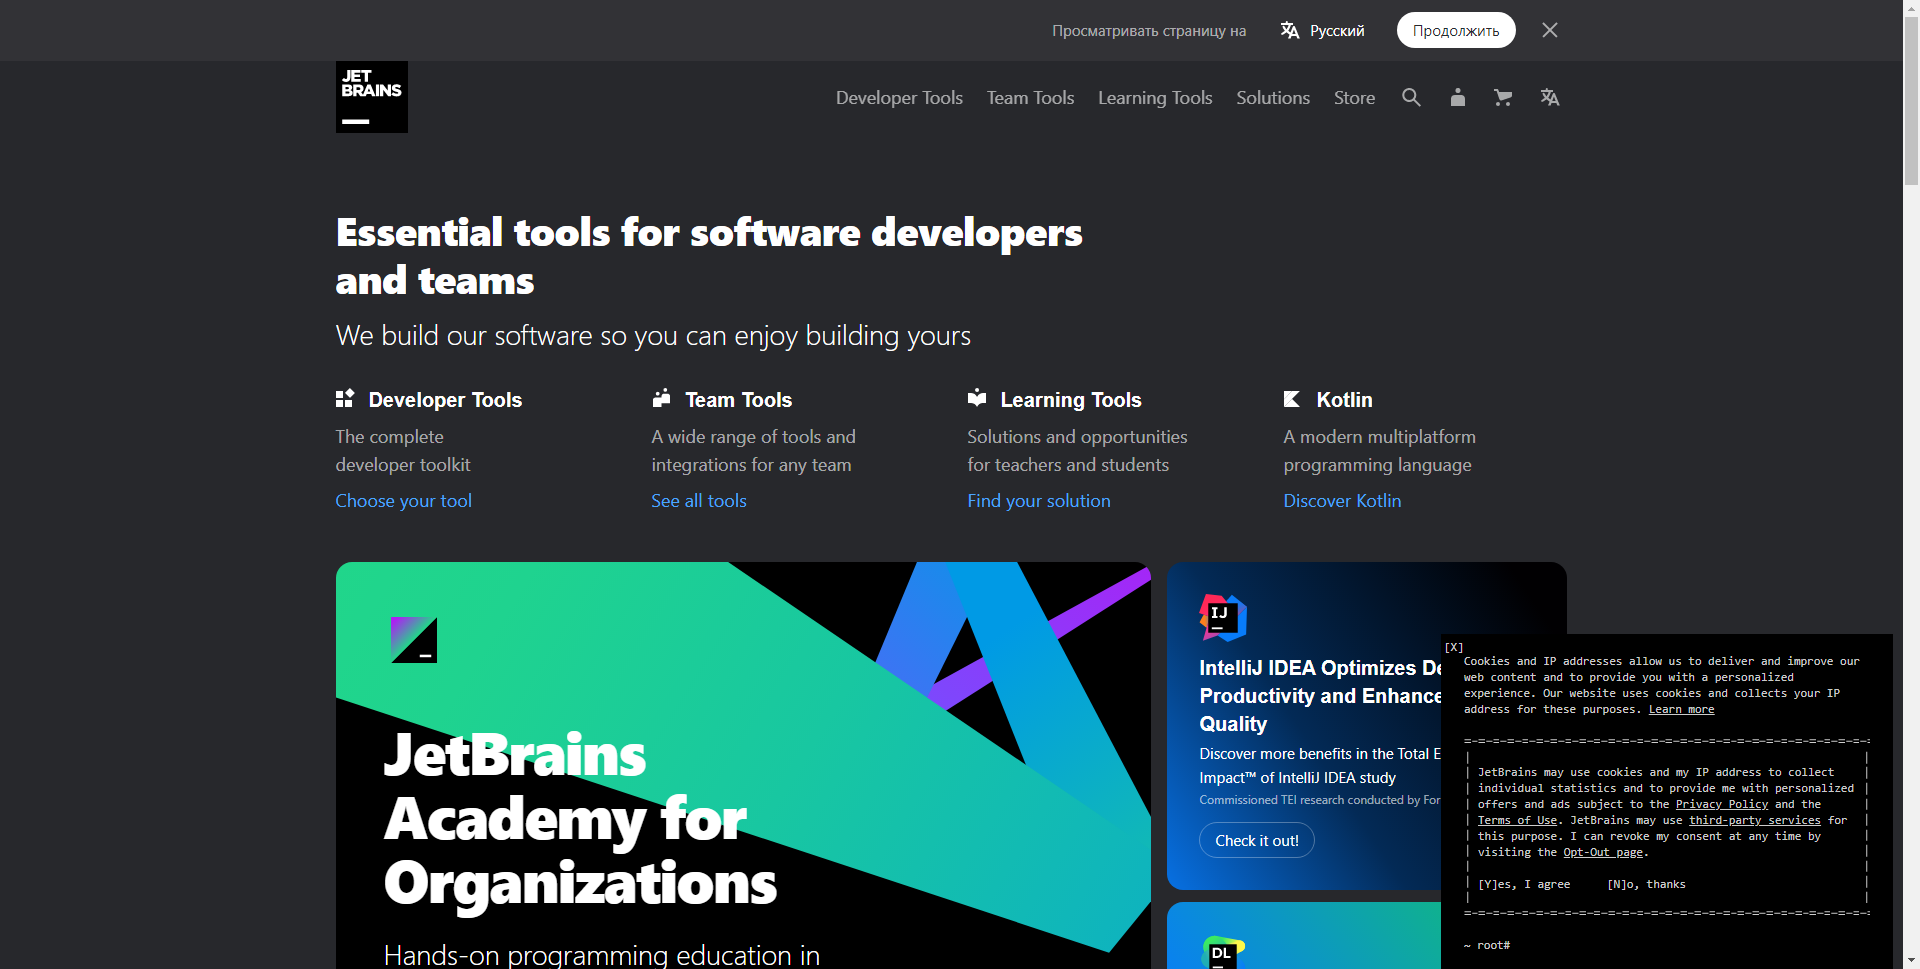 Просматривать страницу на
Русский
Продолжить
JET
BRAINS
Developer Tools
Team Tools
Learning Tools
Solutions
Store
Essential tools for software developers
and teams
We build our software so you can enjoy building yours
Developer Tools
The complete
developer toolkit
Choose your tool
Team Tools
A wide range of tools and
integrations for any team
See all tools
Learning Tools
Solutions and opportunities
for teachers and students
Find your solution
Kotlin
A modern multiplatform
programming language
Discover Kotlin
JetBrains
Academy for
Organizations
Hands-on programming education in
IJ
IntelliJ IDEA Optimizes De
Productivity and Enhance
Quality
Discover more benefits in the Total E
Impact™ of IntelliJ IDEA study
Commissioned TEI research conducted by For
Check it out!
DL
[X]
Cookies and IP addresses allow us to deliver and improve our
web content and to provide you with a personalized
experience. Our website uses cookies and collects your IP
address for these purposes. Learn more
JetBrains may use cookies and my IP address to collect
individual statistics and to provide me with personalized
offers and ads subject to the Privacy Policy and the
Terms of Use. JetBrains may use third-party services for
this purpose. I can revoke my consent at any time by
visiting the Opt-Out page.
[Y]es, I agree [N]o, thanks
~ root#